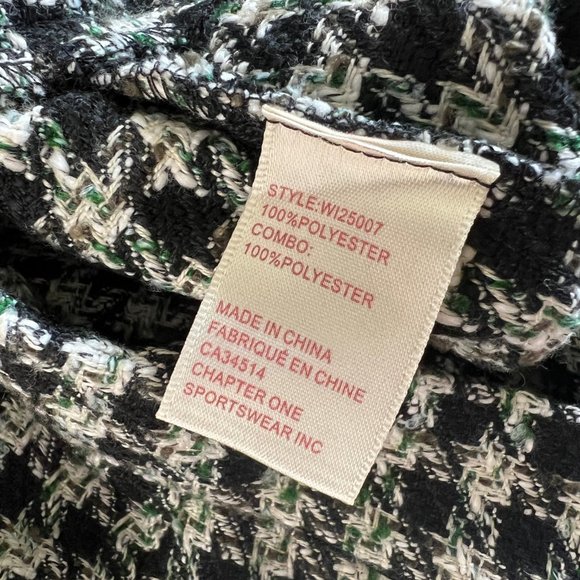 STYLE:WI25007
100%POLYESTER
COMBO:
100%POLYESTER
MADE IN CHINA
FABRIQUÉ EN CHINE
CA34514
CHAPTER ONE
SPORTSWEAR INC